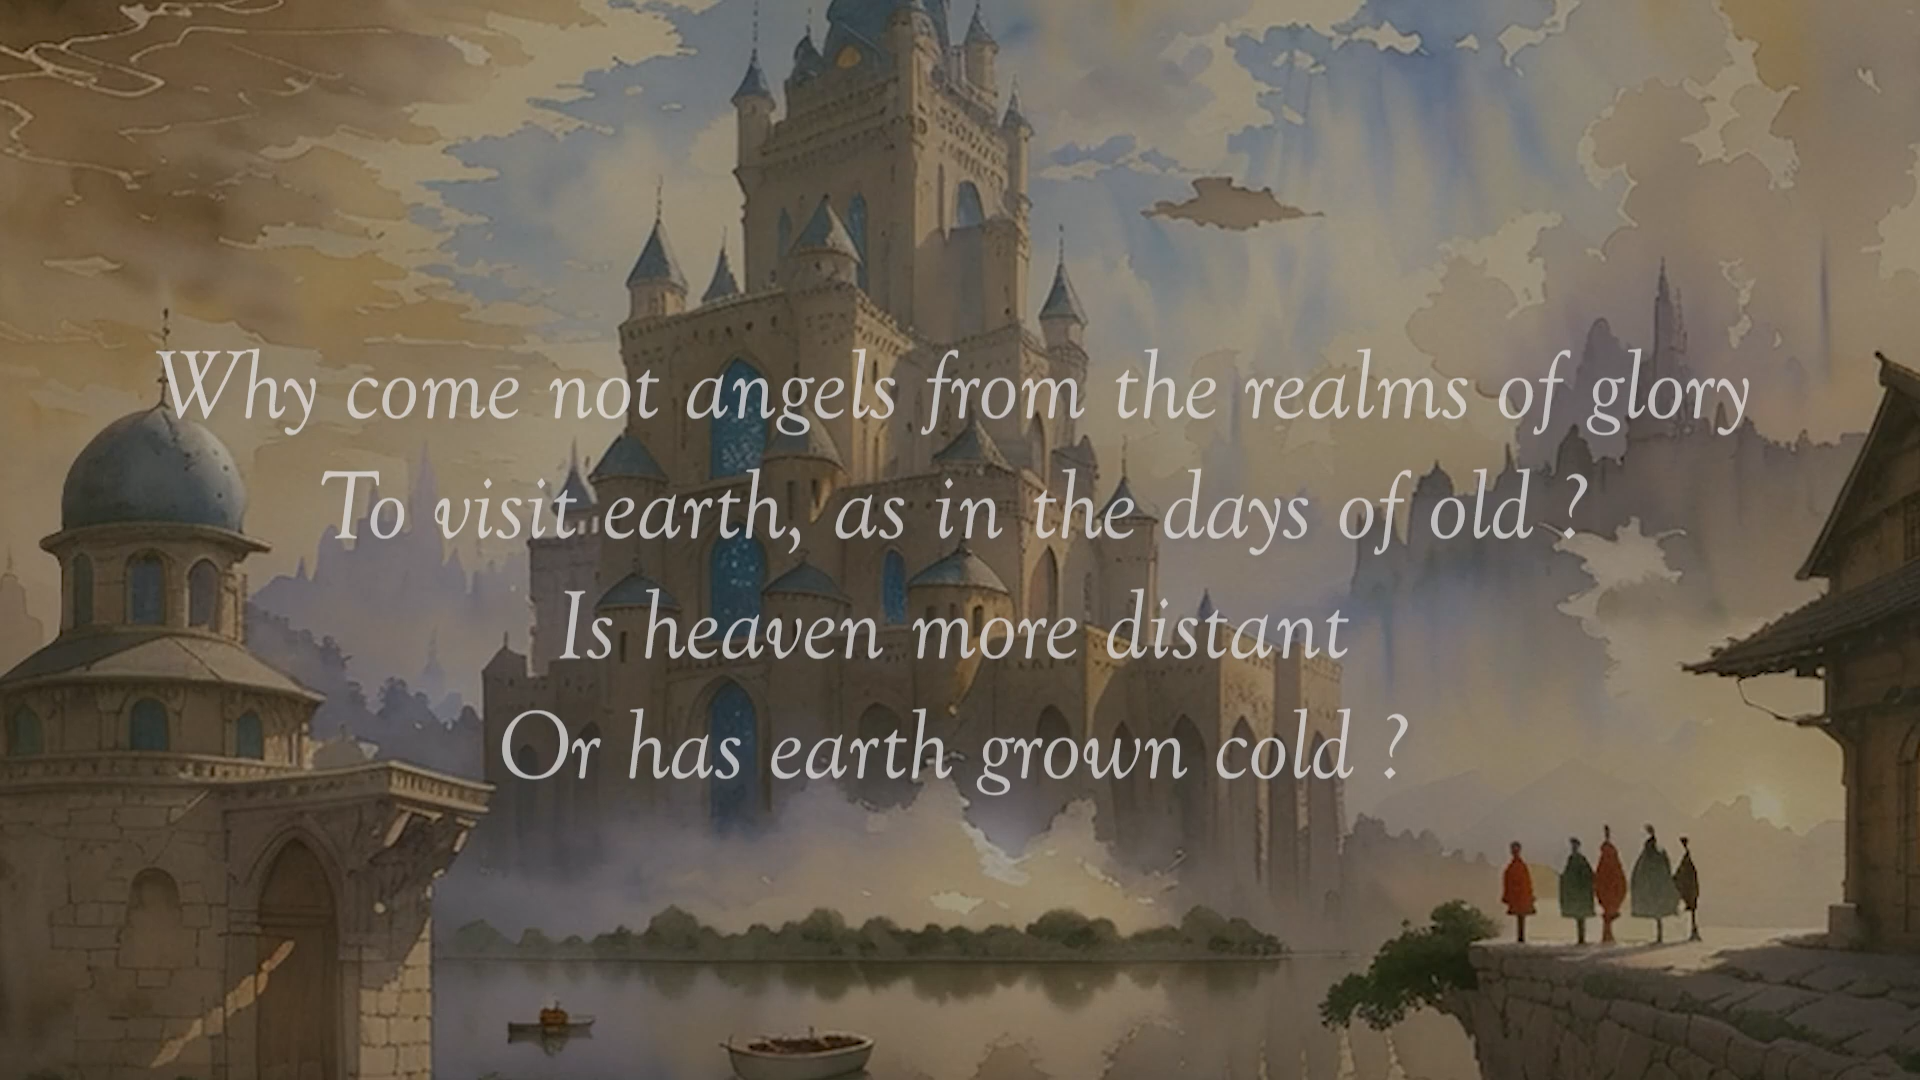 Why come not angels from the realms of glory
To visit earth, as in the days of old ?
Is heaven more distant
Or has earth grown cold ?